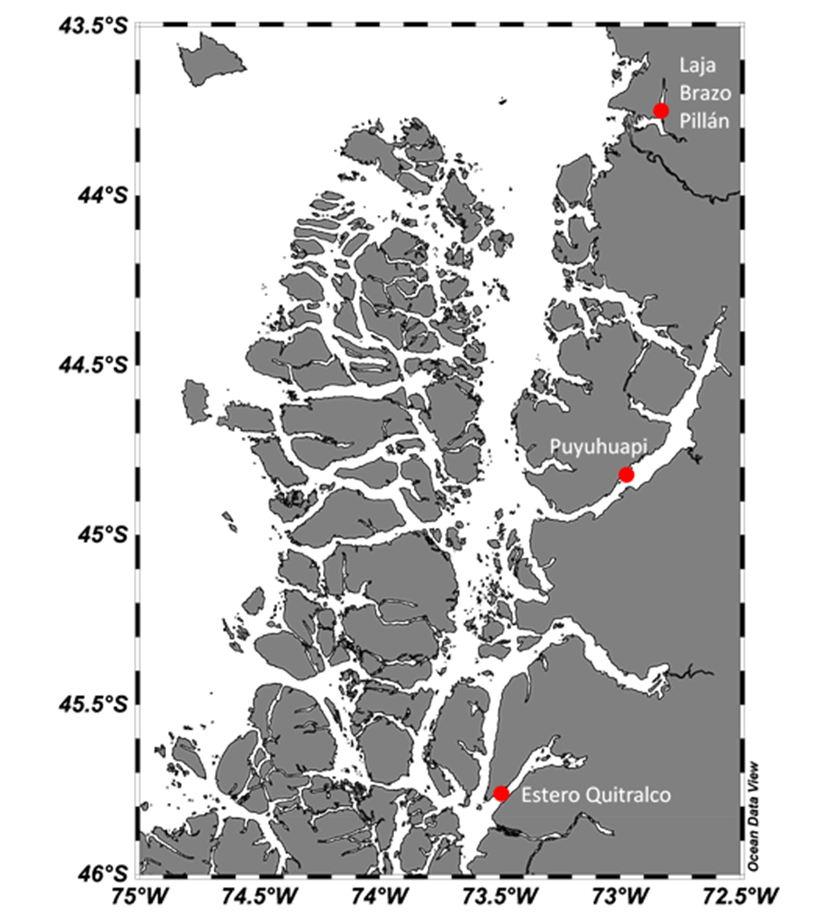 43.5°S
Laja
Brazo
Pillán
44°S
44.5°S
Puyuhuapi
45°S
45.5°S
Estero Quitralco
Ocean Data View
46°S
75°W
74.5°W
74°W
73.5°W
73°W
72.5°W